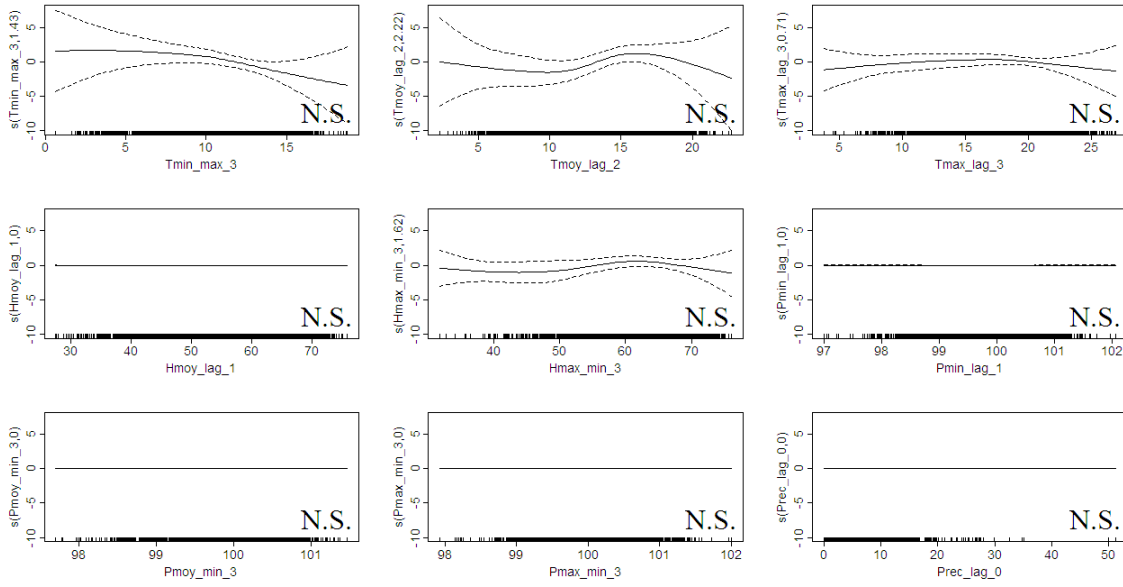 s(Tmin_max_3,1.43)
5
0
-5
-10
N.S.
0 5 10 15
Tmin_max_3
s(Tmoy_lag_2,2.22)
5
0
-5
-10
N.S.
5 10 15 20
Tmoy_lag_2
s(Tmax_lag_3,0.71)
5
0
-5
-10
N.S.
5 10 15 20 25
Tmax_lag_3
s(Hmoy_lag_1,0)
5
0
-5
-10
N.S.
30 40 50 60 70
Hmoy_lag_1
s(Hmax_min_3,1.62)
5
0
-5
-10
N.S.
40 50 60 70
Hmax_min_3
s(Pmin_lag_1,0)
5
0
-5
-10
N.S.
97 98 99 100 101 102
Pmin_lag_1
s(Pmoy_min_3,0)
5
0
-5
-10
N.S.
98 99 100 101
Pmoy_min_3
s(Pmax_min_3,0)
5
0
-5
-10
N.S.
98 99 100 101 102
Pmax_min_3
s(Prec_lag_0,0)
5
0
-5
-10
N.S.
0 10 20 30 40 50
Prec_lag_0